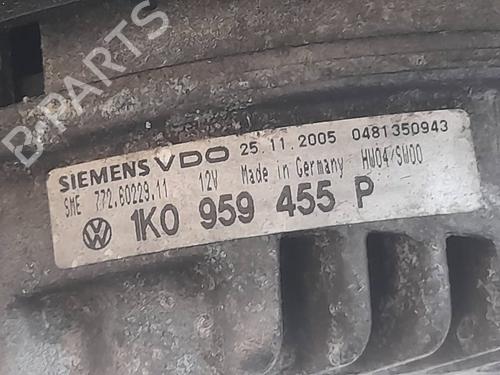 SIEMENS VDO 25.11.2005 0481350943
SME 772.60229.11 12V Made in Germany HW04/SW00
1K0 959 455 P
B-PARTS